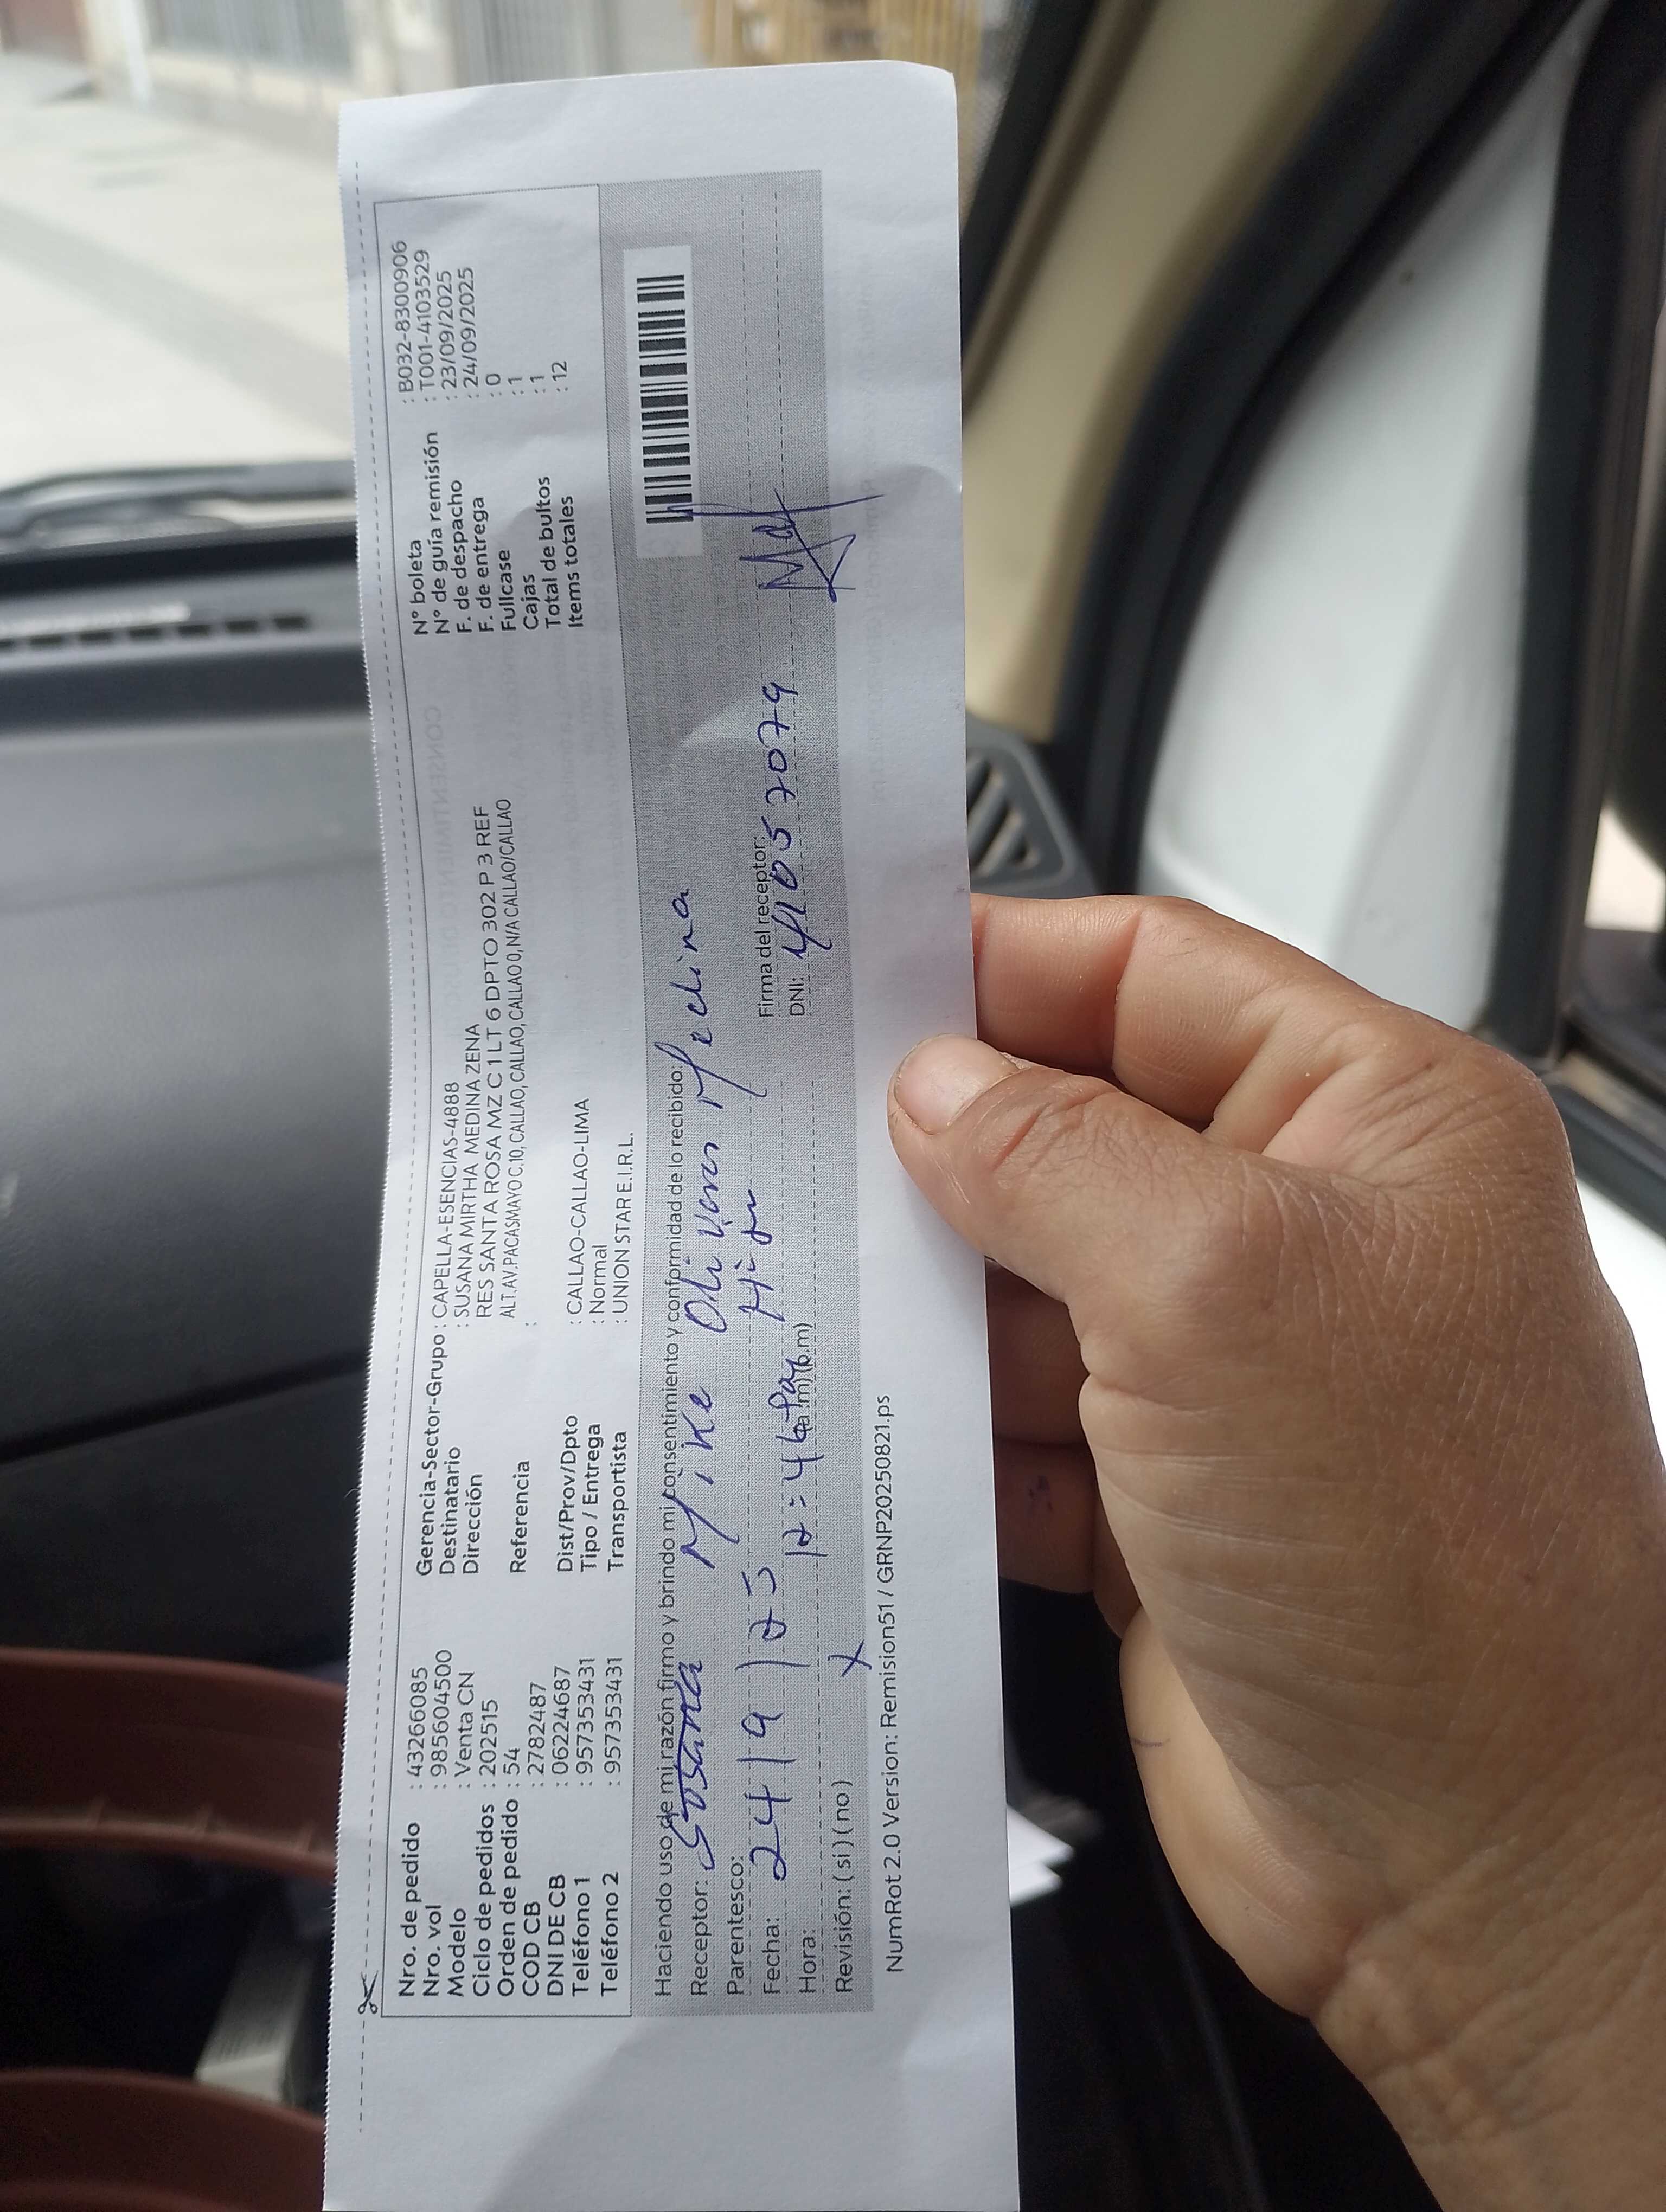 Nro. de pedido : 43266085
Nro. vol : 985604500
Modelo : Venta CN
Ciclo de pedidos : 202515
Orden de pedido : 54
COD CB : 2782487
DNI DE CB : 06224687
Teléfono 1 : 957353431
Teléfono 2 : 957353431
Gerencia-Sector-Grupo : CAPELLA-ESENCIAS-4888
Destinatario : SUSANA MIRTHA MEDINA ZENA
Dirección RES SANTA ROSA MZ C 1 LT 6 DPTO 302 P 3 REF
ALT.AV.PACASMAYO C.10, CALLAO, CALLAO, CALLAO 0, N/A CALLAO/CALLAO
Referencia :
Dist/Prov/Dpto : CALLAO-CALLAO-LIMA
Tipo / Entrega : Normal
Transportista : UNION STAR E.I.R.L.
N° boleta : B032-8300906
N° de guía remisión : T001-4103529
F. de despacho : 23/09/2025
F. de entrega : 24/09/2025
Fullcase : 0
Cajas : 1
Total de bultos : 1
Items totales : 12
Haciendo uso de mi razón firmo y brindo mi consentimiento y conformidad de lo recibido:
Receptor: Susana Mike Olivares Medina
Parentesco:
Fecha: 24/9/25
Hora: 12:46 (a.m) (p.m)
Revisión: ( si ) ( no ) X
Firma del receptor:
DNI: 41057079
NumRot 2.0 Version: Remision51 / GRNP20250821.ps